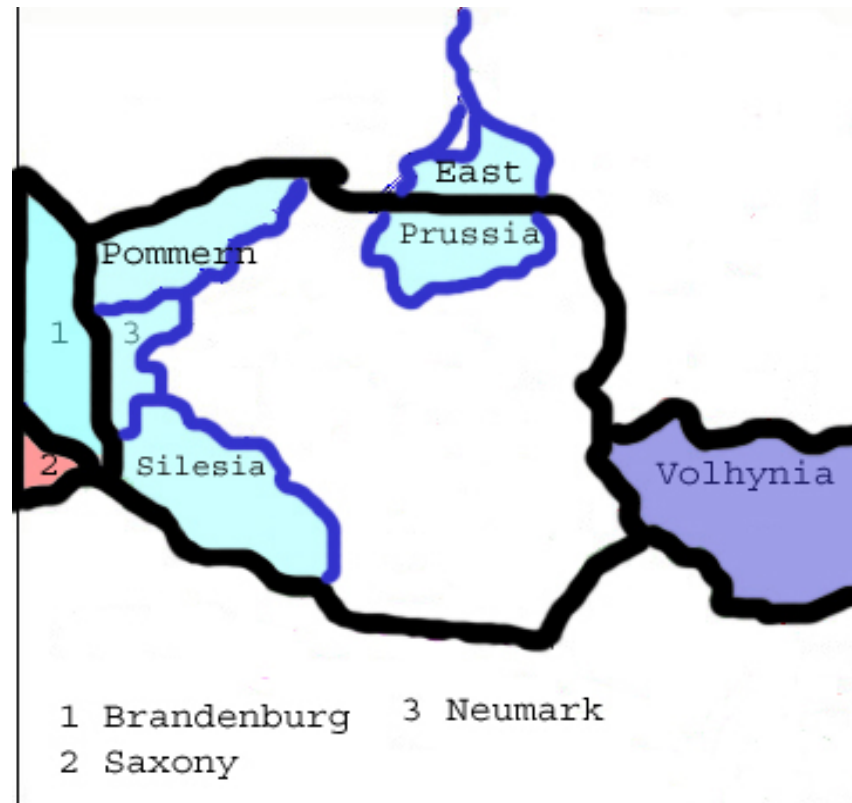 East
Prussia
Pommern
1
3
2
Silesia
Volhynia
1 Brandenburg
3 Neumark
2 Saxony